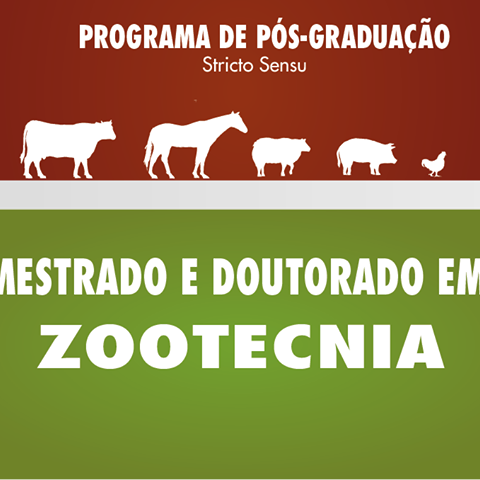 PROGRAMA DE PÓS-GRADUAÇÃO
Stricto Sensu
MESTRADO E DOUTORADO EM
ZOOTECNIA